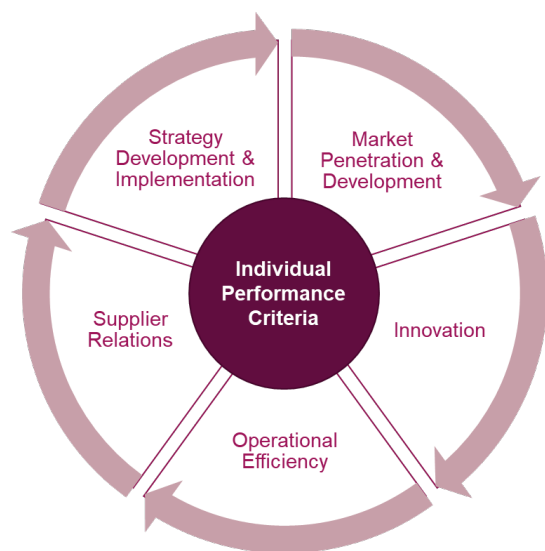 Strategy
Development &
Implementation
Market
Penetration &
Development
Individual
Performance
Criteria
Supplier
Relations
Innovation
Operational
Efficiency